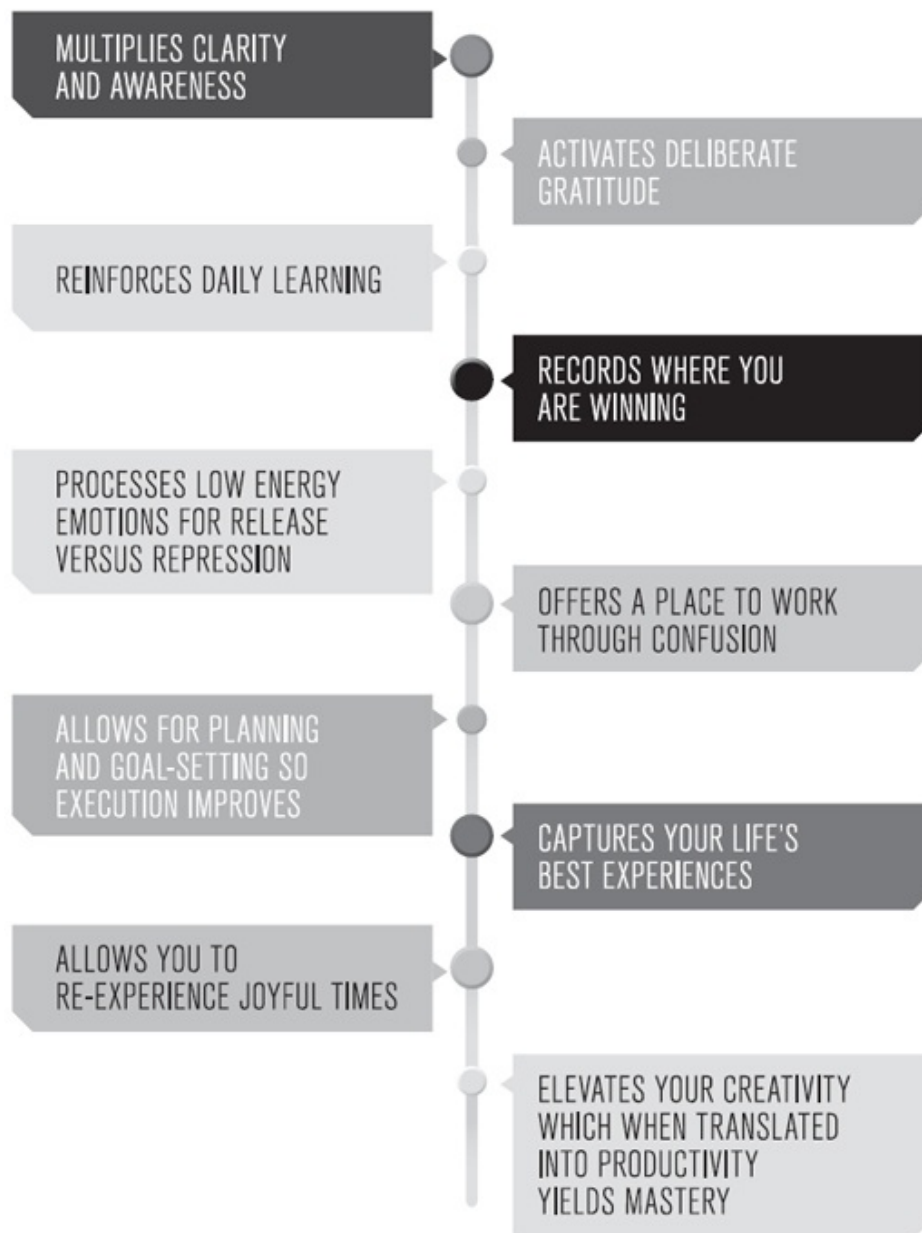 MULTIPLIES CLARITY
AND AWARENESS
ACTIVATES DELIBERATE
GRATITUDE
REINFORCES DAILY LEARNING
RECORDS WHERE YOU
ARE WINNING
PROCESSES LOW ENERGY
EMOTIONS FOR RELEASE
VERSUS REPRESSION
OFFERS A PLACE TO WORK
THROUGH CONFUSION
ALLOWS FOR PLANNING
AND GOAL-SETTING SO
EXECUTION IMPROVES
CAPTURES YOUR LIFE'S
BEST EXPERIENCES
ALLOWS YOU TO
RE-EXPERIENCE JOYFUL TIMES
ELEVATES YOUR CREATIVITY
WHICH WHEN TRANSLATED
INTO PRODUCTIVITY
YIELDS MASTERY